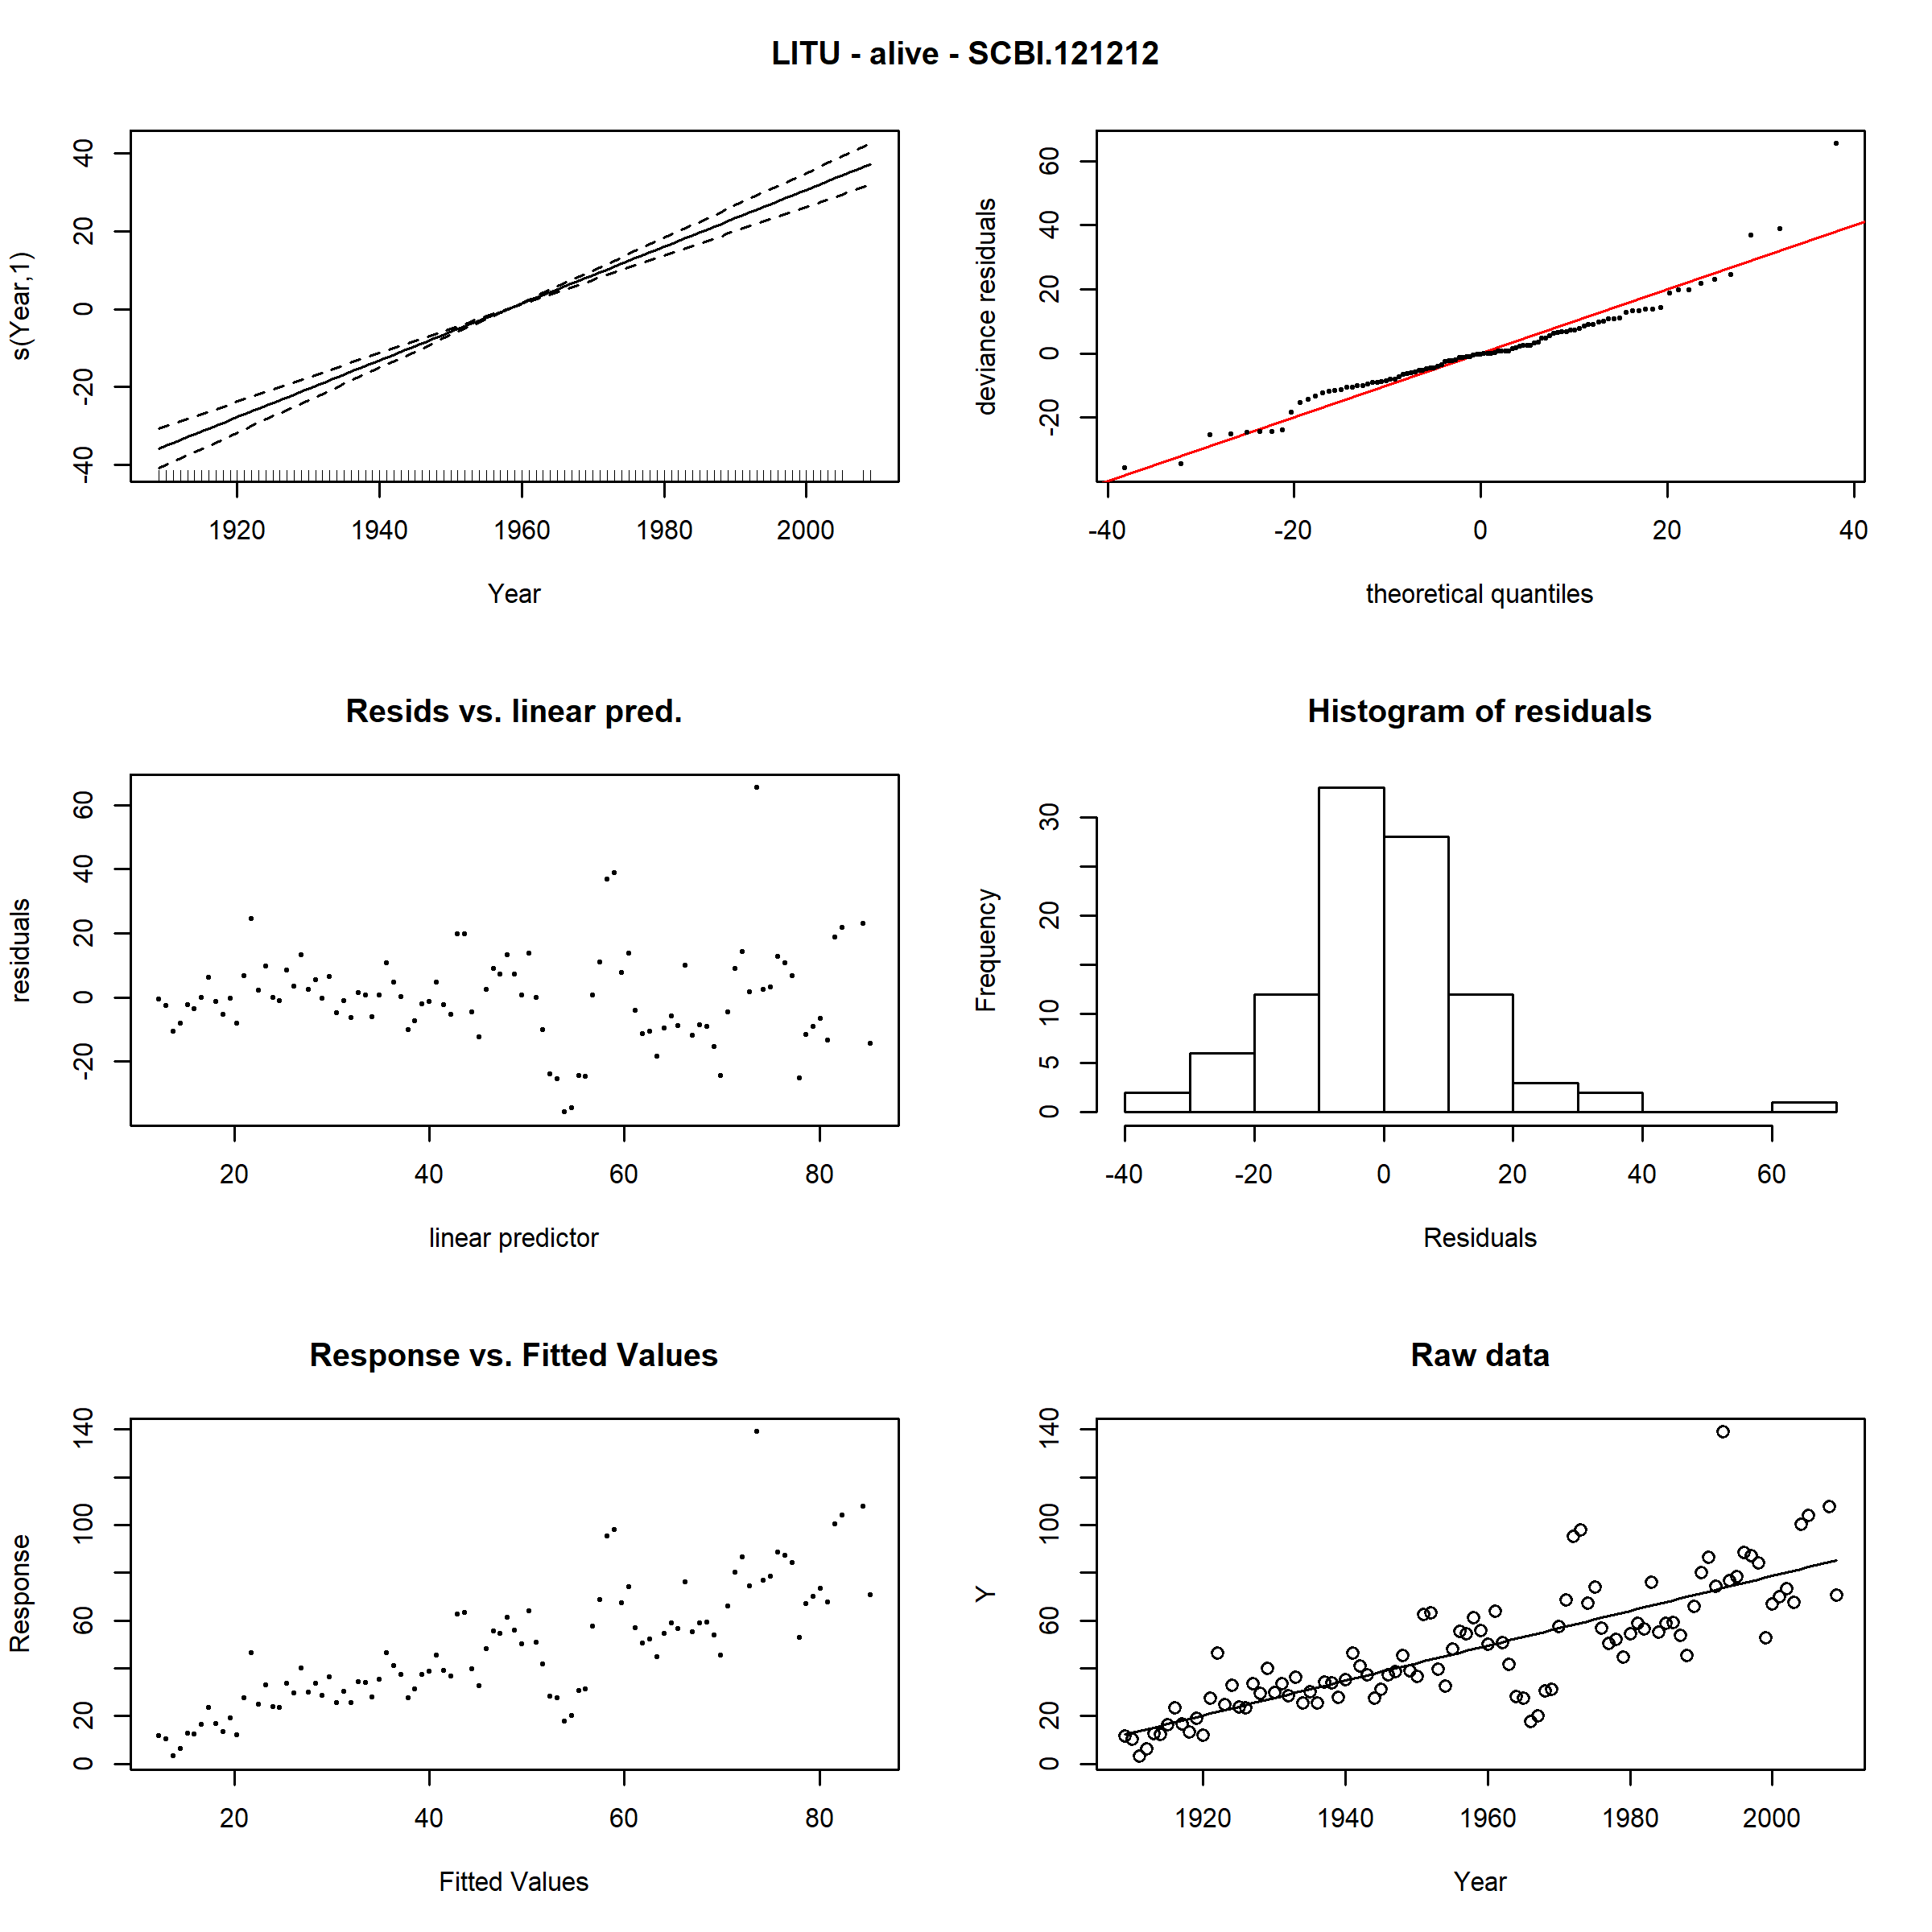 LITU - alive - SCBI.121212
s(Year,1)
40
20
0
-20
-40
1920 1940 1960 1980 2000
Year
deviance residuals
60
40
20
0
-20
-40 -20 0 20 40
theoretical quantiles
Resids vs. linear pred.
residuals
60
40
20
0
-20
20 40 60 80
linear predictor
Histogram of residuals
Frequency
30
20
10
5
0
-40 -20 0 20 40 60
Residuals
Response vs. Fitted Values
Response
140
100
60
20
0
20 40 60 80
Fitted Values
Raw data
Y
140
100
60
20
0
1920 1940 1960 1980 2000
Year